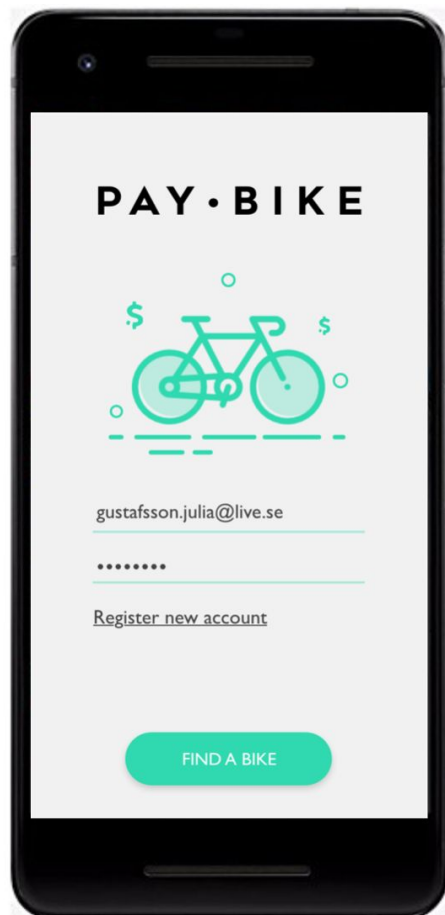 PAY·BIKE
$
$
gustafsson.julia@live.se
••••••••
Register new account
FIND A BIKE